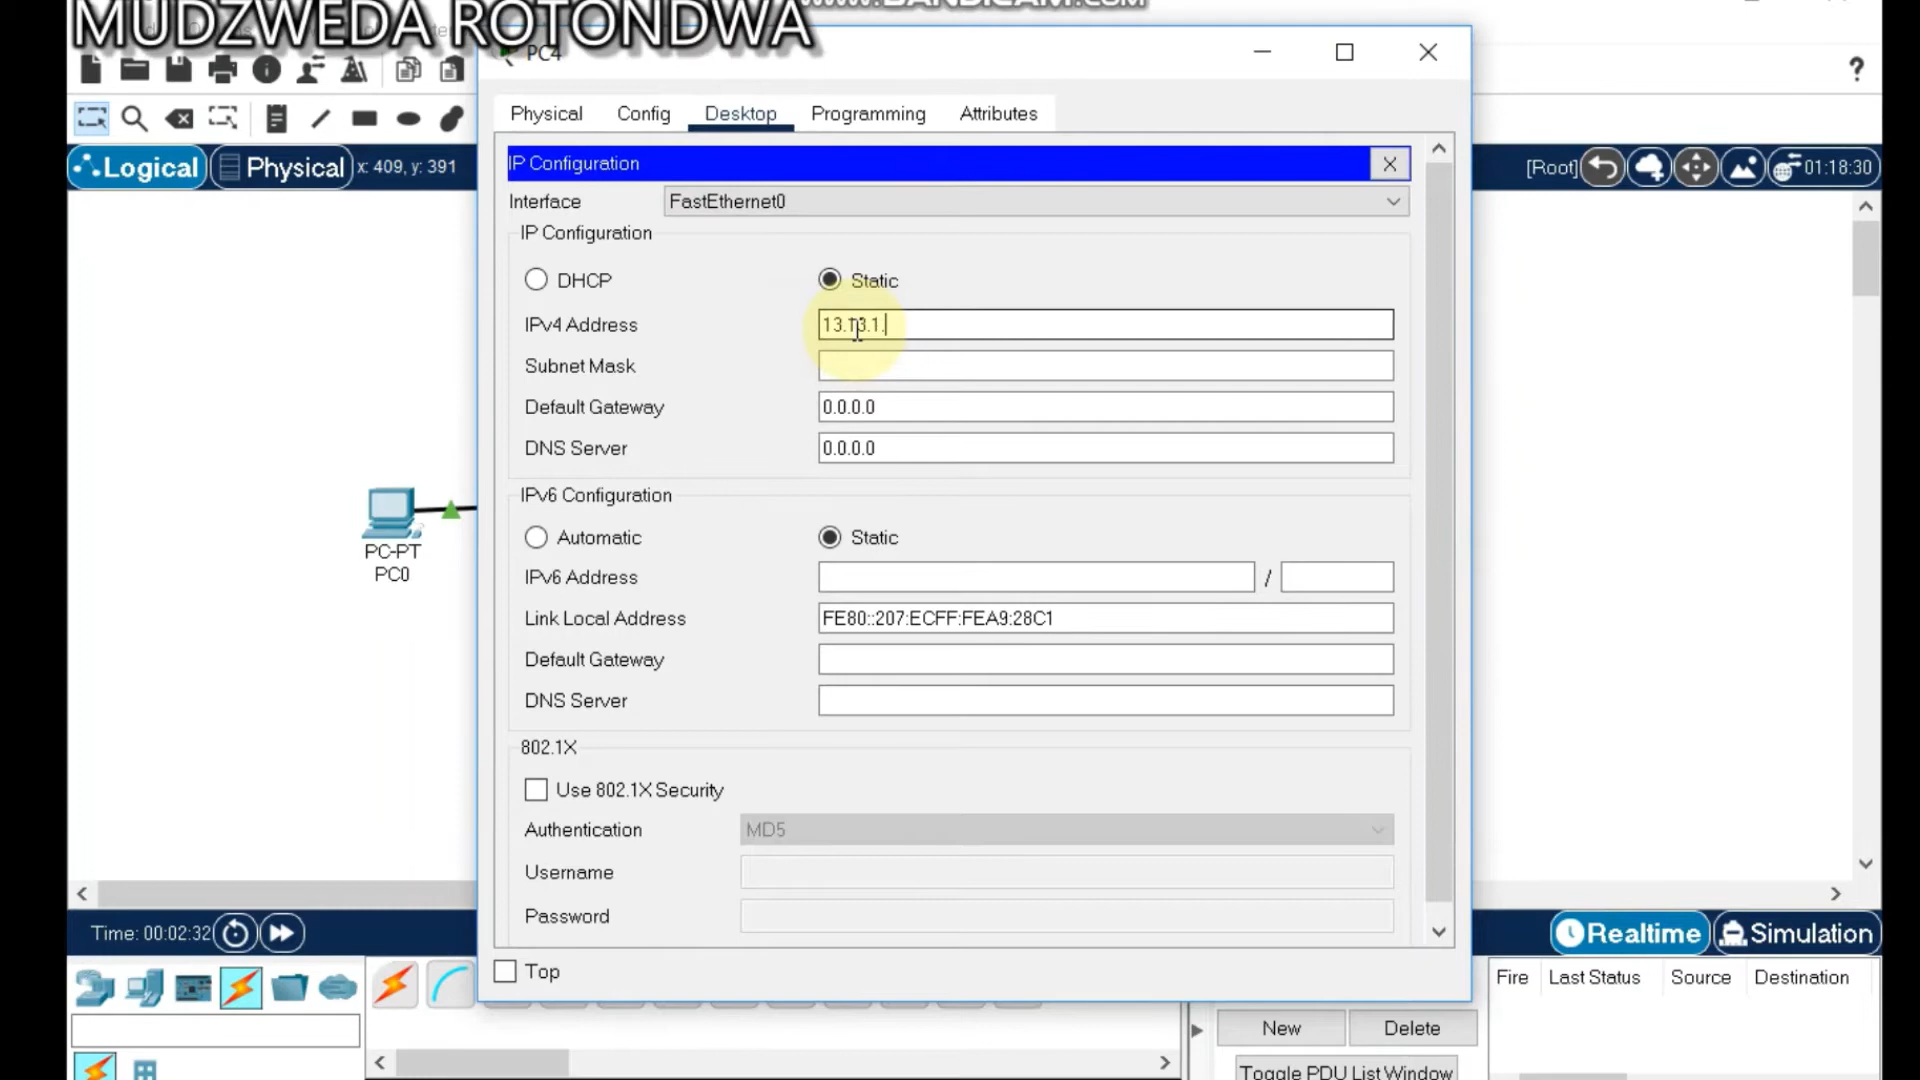 MUDZWEDA ROTONDWA
www.BANDICAM.com
PC4
Physical Config Desktop Programming Attributes
Logical Physical x: 409, y: 391
[Root] 01:18:30
IP Configuration X
Interface FastEthernet0
IP Configuration
DHCP Static
IPv4 Address 13.13.1.
Subnet Mask
Default Gateway 0.0.0.0
DNS Server 0.0.0.0
IPv6 Configuration
Automatic Static
IPv6 Address /
Link Local Address FE80::207:ECFF:FEA9:28C1
Default Gateway
DNS Server
PC-PT
PC0
802.1X
Use 802.1X Security
Authentication MD5
Username
Password
Time: 00:02:32
Realtime Simulation
Top
Fire Last Status Source Destination
New Delete
Toggle PDU List Window